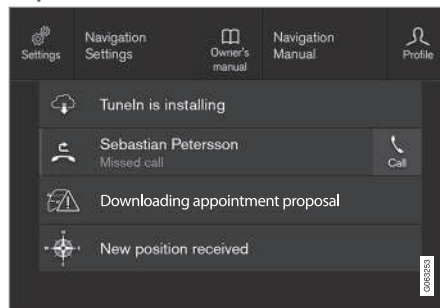 Settings
Navigation
Settings
Owner's
manual
Navigation
Manual
Profile
TuneIn is installing
Sebastian Petersson
Missed call
Call
Downloading appointment proposal
New position received
G063253